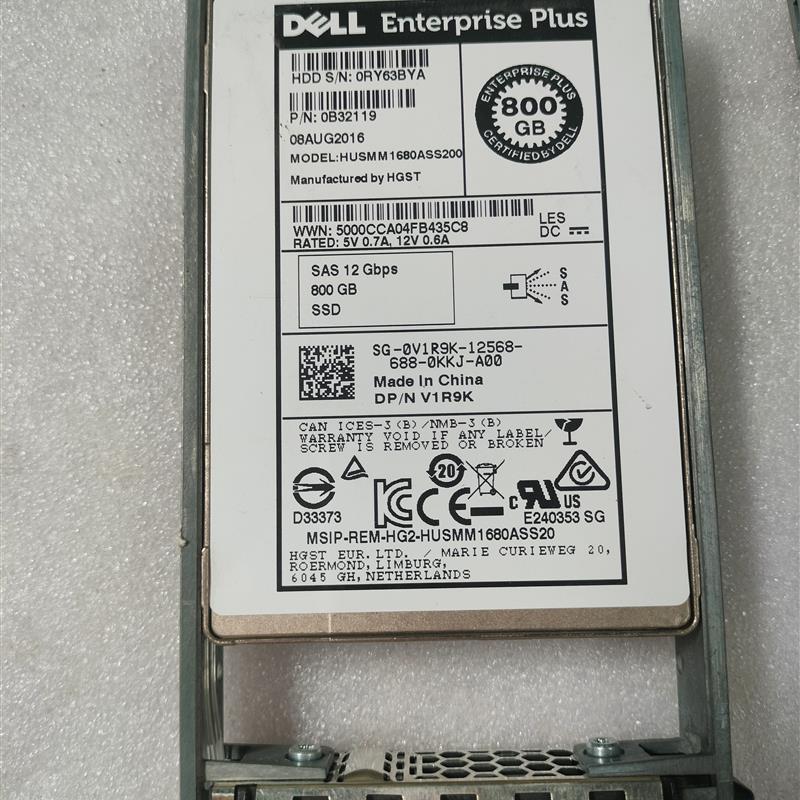 DELL Enterprise Plus
HDD S/N: 0RY63BYA
P/N: 0B32119
08AUG2016
MODEL:HUSMM1680ASS200
Manufactured by HGST
ENTERPRISE PLUS
800
GB
CERTIFIED BY DELL
WWN: 5000CCA04FB435C8
RATED: 5V 0.7A, 12V 0.6A
LES
DC
SAS 12 Gbps
800 GB
SSD
S
A
S
SG-0V1R9K-12568-
688-0KKJ-A00
Made In China
DP/N V1R9K
CAN ICES-3(B)/NMB-3(B)
WARRANTY VOID IF ANY LABEL/
SCREW IS REMOVED OR BROKEN
20
D33373
CE
c RU US
E240353 SG
MSIP-REM-HG2-HUSMM1680ASS20
HGST EUR.LTD. / MARIE CURIEWEG 20,
ROERMOND, LIMBURG,
6045 GH, NETHERLANDS